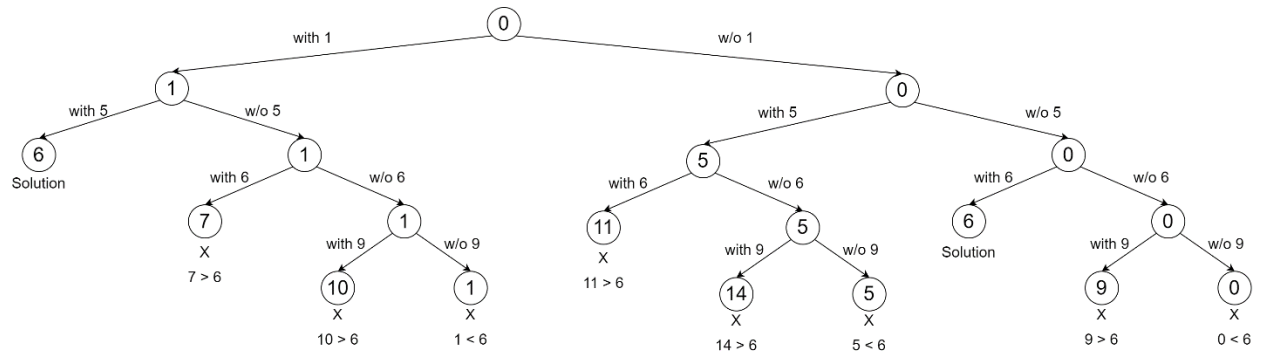 0
with 1
w/o 1
1
0
with 5
w/o 5
with 5
w/o 5
6
Solution
1
5
0
with 6
w/o 6
with 6
w/o 6
with 6
w/o 6
7
X
7 > 6
1
11
X
11 > 6
5
6
Solution
0
with 9
w/o 9
with 9
w/o 9
with 9
w/o 9
10
X
10 > 6
1
X
1 < 6
14
X
14 > 6
5
X
5 < 6
9
X
9 > 6
0
X
0 < 6